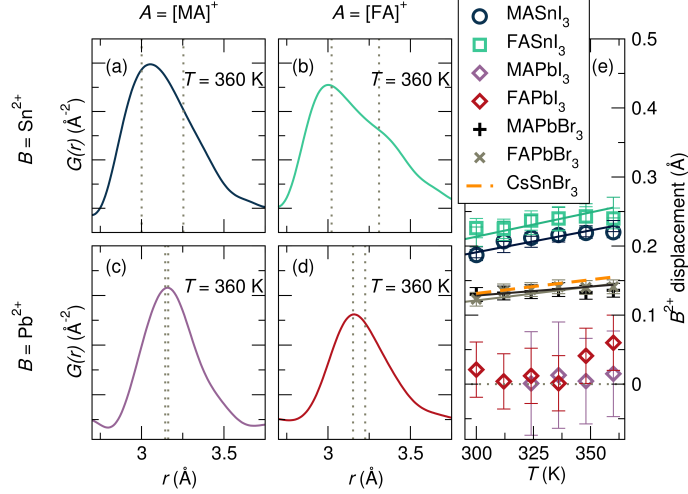 A = [MA]⁺
A = [FA]⁺
MASnI₃
FASnI₃
MAPbI₃
FAPbI₃
MAPbBr₃
FAPbBr₃
CsSnBr₃
(a)
T = 360 K
(b)
T = 360 K
(e)
B = Sn²⁺
G(r) (Å⁻²)
(c)
T = 360 K
(d)
T = 360 K
B = Pb²⁺
G(r) (Å⁻²)
0.5
0.4
0.3
0.2
0.1
0
B²⁺ displacement (Å)
3
3.5
3
3.5
300
325
350
r (Å)
r (Å)
T (K)